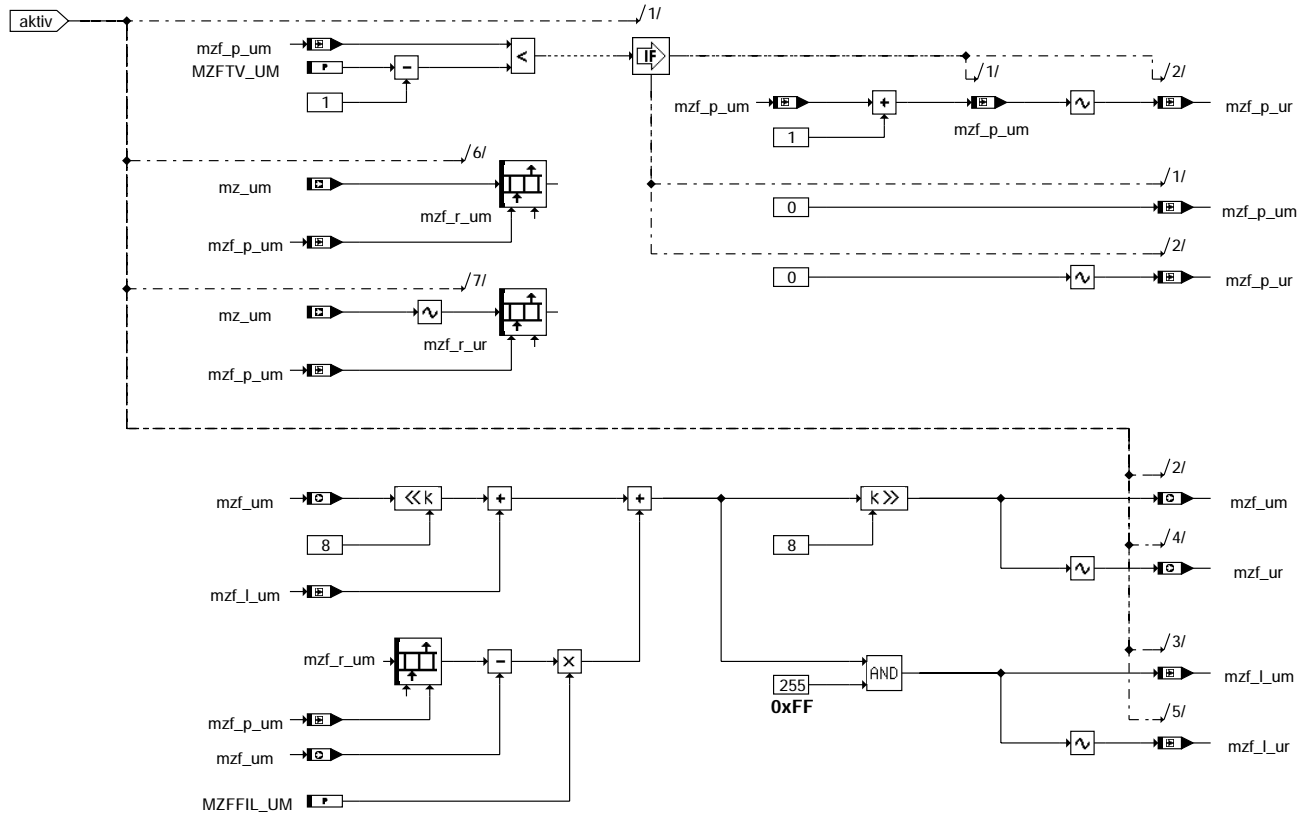 aktiv
/1/
mzf_p_um
MZFTV_UM
1
-
<
IF
/1/
/2/
mzf_p_um
+
1
mzf_p_um
mzf_p_ur
/6/
mz_um
mzf_r_um
mzf_p_um
/1/
0
mzf_p_um
/2/
0
mzf_p_ur
/7/
mz_um
mzf_r_ur
mzf_p_um
/2/
mzf_um
<<k
+
+
k>>
mzf_um
8
8
/4/
mzf_ur
mzf_l_um
/3/
mzf_r_um
-
×
AND
mzf_l_um
255
0xFF
/5/
mzf_p_um
mzf_um
mzf_l_ur
MZFFIL_UM
P